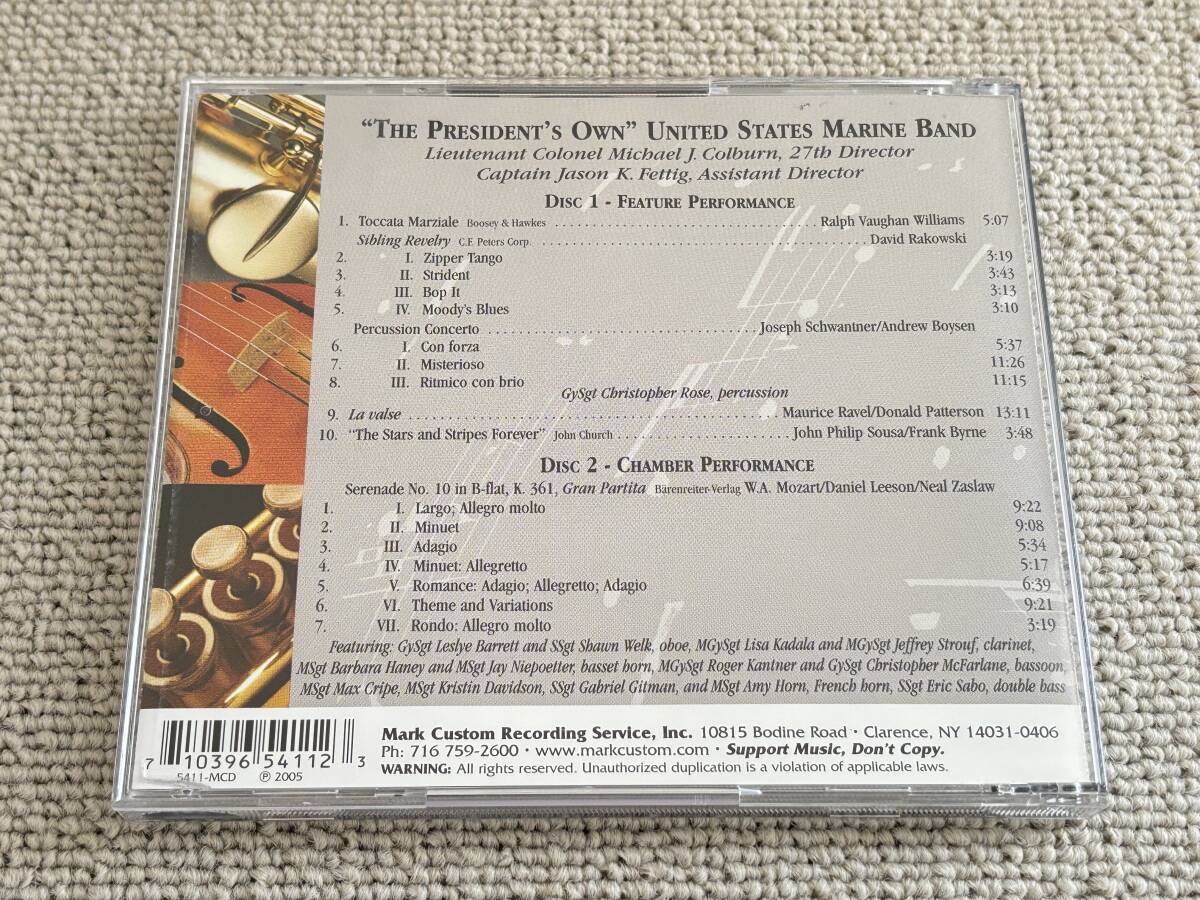 “THE PRESIDENT’S OWN” UNITED STATES MARINE BAND
Lieutenant Colonel Michael J. Colburn, 27th Director
Captain Jason K. Fettig, Assistant Director
DISC 1 - FEATURE PERFORMANCE
1. Toccata Marziale Boosey & Hawkes ........ Ralph Vaughan Williams 5:07
Sibling Revelry C.F. Peters Corp. ........ David Rakowski
2. I. Zipper Tango 3:19
3. II. Strident 3:43
4. III. Bop It 3:13
5. IV. Moody's Blues 3:10
Percussion Concerto ........ Joseph Schwantner/Andrew Boysen
6. I. Con forza 5:37
7. II. Misterioso 11:26
8. III. Ritmico con brio 11:15
GySgt Christopher Rose, percussion
9. La valse ........ Maurice Ravel/Donald Patterson 13:11
10. “The Stars and Stripes Forever” John Church ........ John Philip Sousa/Frank Byrne 3:48
DISC 2 - CHAMBER PERFORMANCE
Serenade No. 10 in B-flat, K. 361, Gran Partita Bärenreiter-Verlag W.A. Mozart/Daniel Leeson/Neal Zaslaw
1. I. Largo; Allegro molto 9:22
2. II. Minuet 9:08
3. III. Adagio 5:34
4. IV. Minuet: Allegretto 5:17
5. V. Romance: Adagio; Allegretto; Adagio 6:39
6. VI. Theme and Variations 9:21
7. VII. Rondo: Allegro molto 3:19
Featuring: GySgt Leslye Barrett and SSgt Shawn Welk, oboe, MGySgt Lisa Kadala and MGySgt Jeffrey Strouf, clarinet,
MSgt Barbara Haney and MSgt Jay Niepoetter, basset horn, MGySgt Roger Kantner and GySgt Christopher McFarlane, bassoon,
MSgt Max Cripe, MSgt Kristin Davidson, SSgt Gabriel Gitman, and MSgt Amy Horn, French horn, SSgt Eric Sabo, double bass
Mark Custom Recording Service, Inc. 10815 Bodine Road · Clarence, NY 14031-0406
Ph: 716 759-2600 · www.markcustom.com · Support Music, Don't Copy.
WARNING: All rights reserved. Unauthorized duplication is a violation of applicable laws.
7 10396 54112 3
5411-MCD ℗ 2005